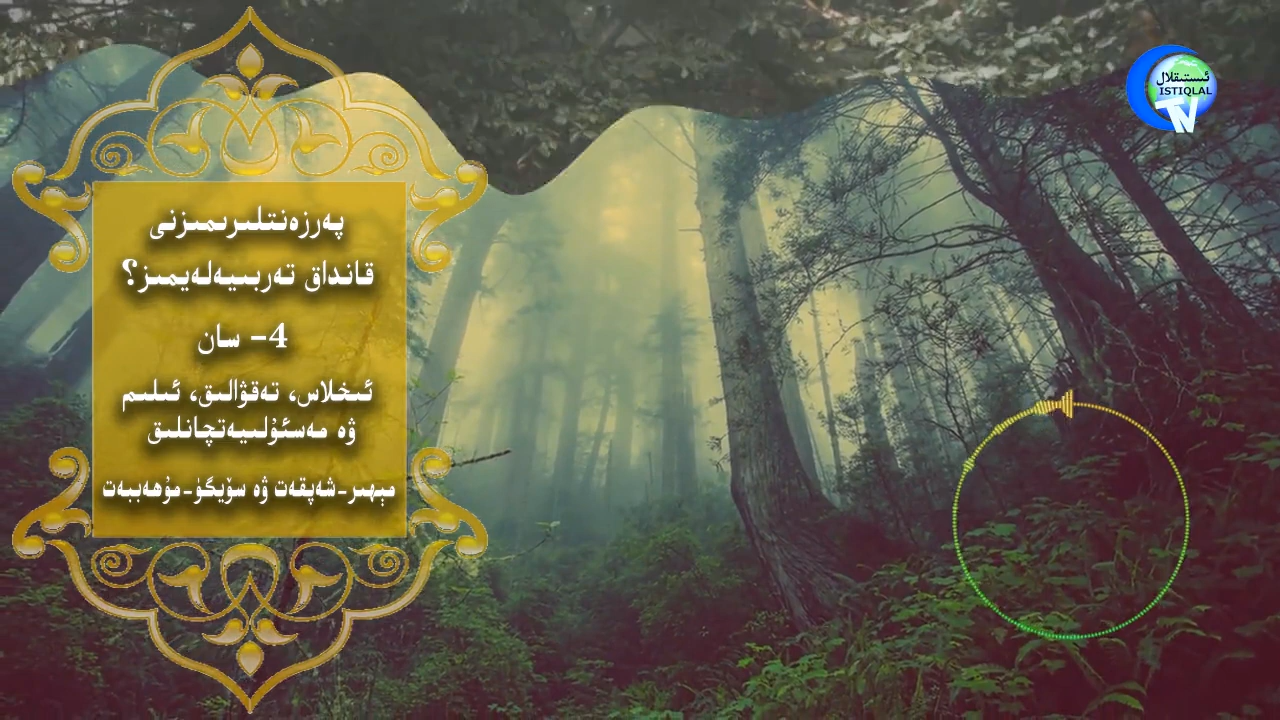 پەرزەنتلىرىمىزنى
قانداق تەربىيەلەيمىز؟
4- سان
ئىخلاس، تەقۋالىق، ئىلىم
ۋە مەسئۇلىيەتچانلىق
مېھىر-شەپقەت ۋە سۆيگۈ-مۇھەببەت
ئىستىقلال
ISTIQLAL
TV